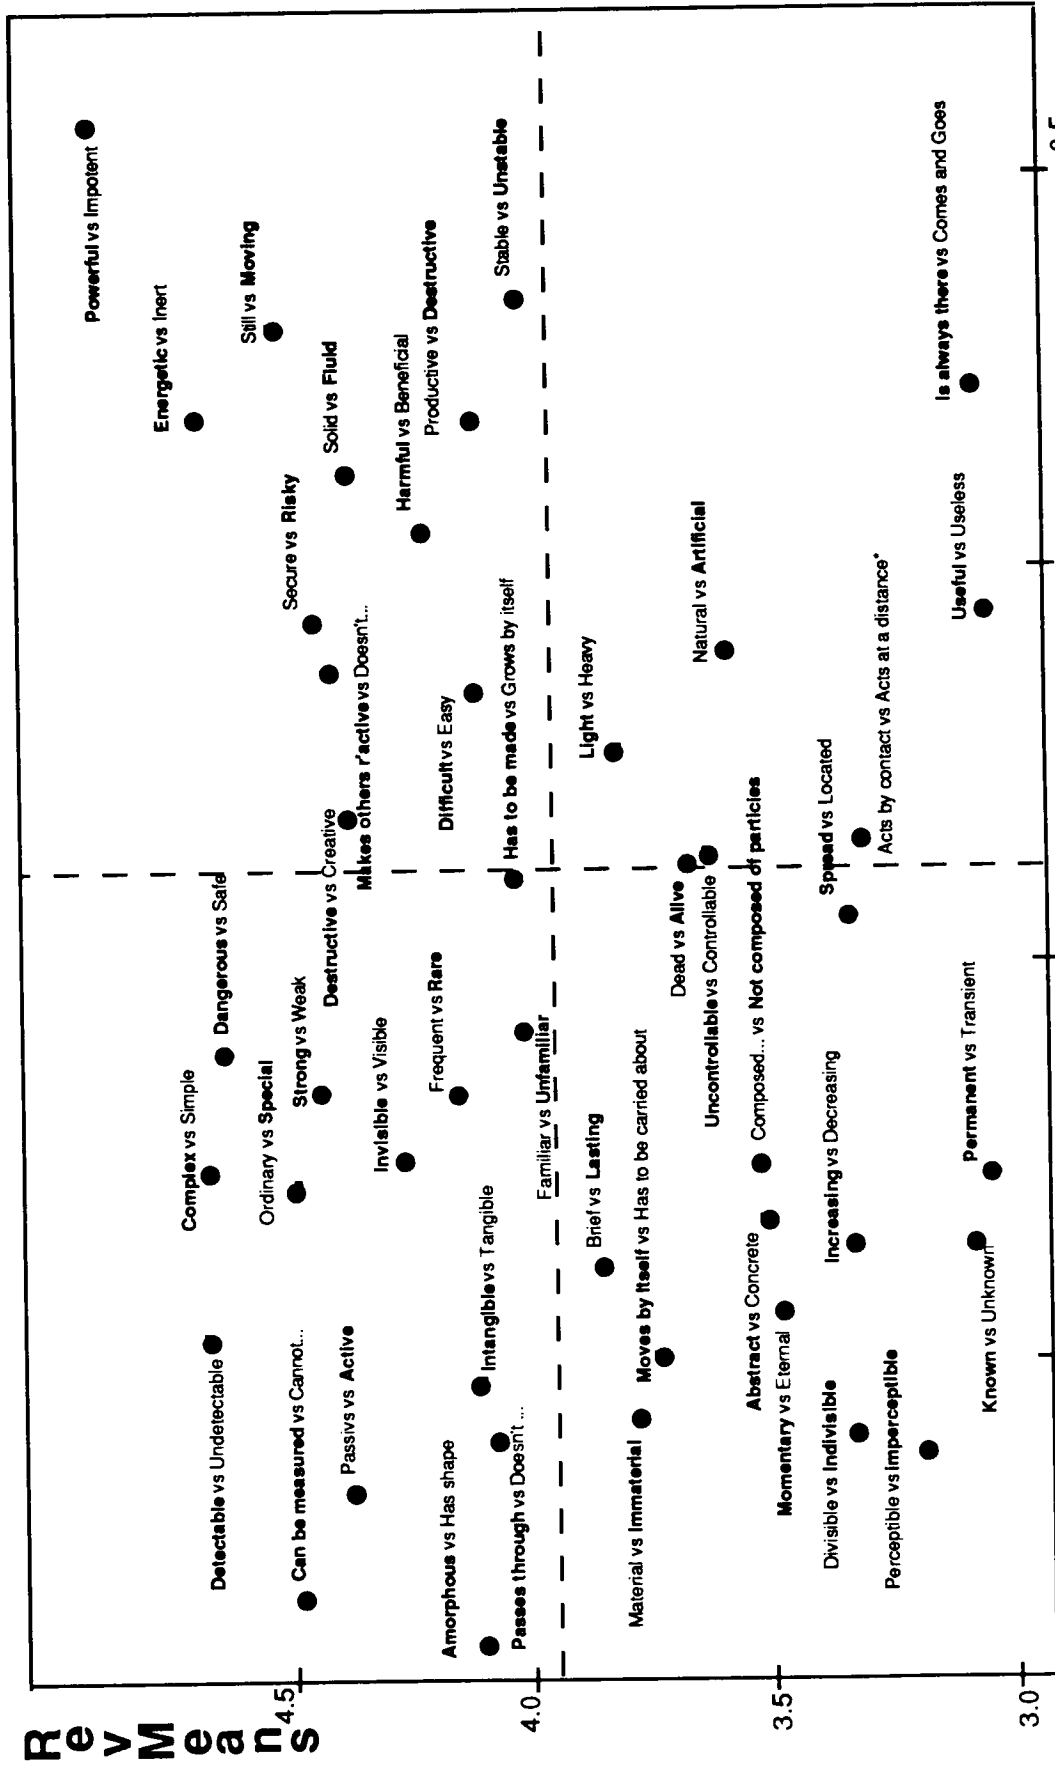 Rev Means
4.5
4.0
3.5
3.0
Powerful vs Impotent
Energetic vs Inert
Still vs Moving
Solid vs Fluid
Secure vs Risky
Harmful vs Beneficial
Productive vs Destructive
Stable vs Unstable
Makes others r'active vs Doesn't...
Difficult vs Easy
Has to be made vs Grows by itself
Destructive vs Creative
Dangerous vs Safe
Complex vs Simple
Ordinary vs Special
Strong vs Weak
Invisible vs Visible
Frequent vs Rare
Familiar vs Unfamiliar
Detectable vs Undetectable
Can be measured vs Cannot...
Passivs vs Active
Intangible vs Tangible
Amorphous vs Has shape
Passes through vs Doesn't ...
Light vs Heavy
Natural vs Artificial
Is always there vs Comes and Goes
Useful vs Useless
Acts by contact vs Acts at a distance*
Spread vs Located
Dead vs Alive
Uncontrollable vs Controllable
Composed... vs Not composed of particles
Brief vs Lasting
Moves by Itself vs Has to be carried about
Material vs Immaterial
Abstract vs Concrete
Momentary vs Eternal
Increasing vs Decreasing
Divisible vs Indivisible
Perceptible vs imperceptible
Permanent vs Transient
Known vs Unknown